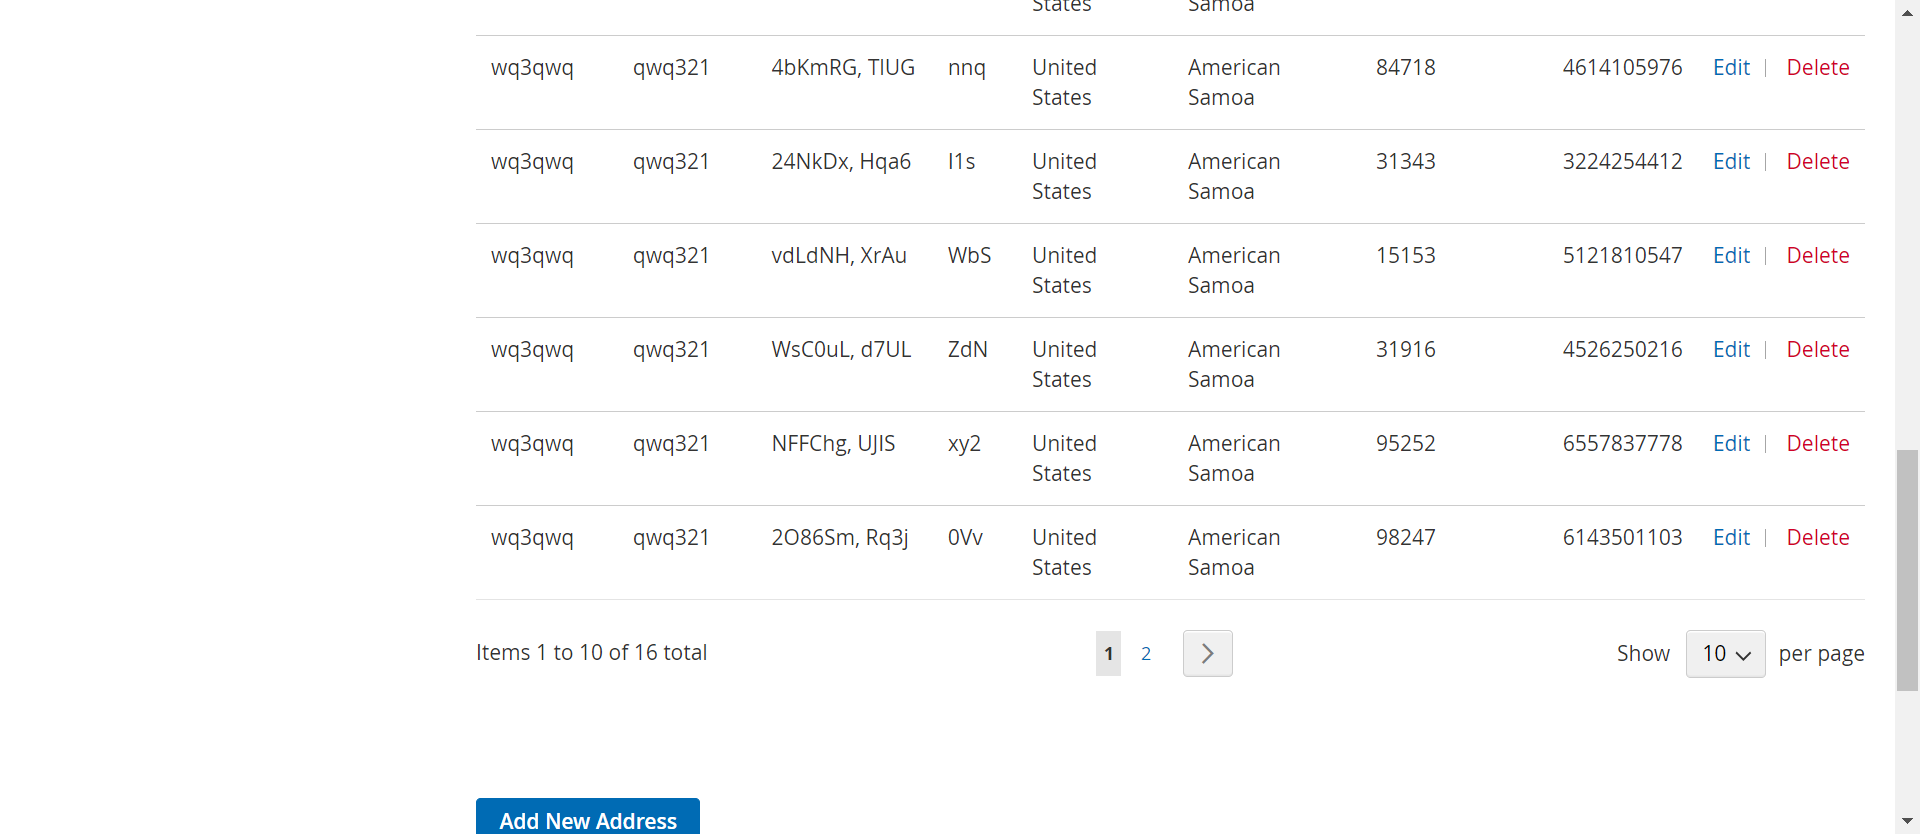 States Samoa
wq3qwq qwq321 4bKmRG, TlUG nnq United States American Samoa 84718 4614105976 Edit | Delete
wq3qwq qwq321 24NkDx, Hqa6 l1s United States American Samoa 31343 3224254412 Edit | Delete
wq3qwq qwq321 vdLdNH, XrAu WbS United States American Samoa 15153 5121810547 Edit | Delete
wq3qwq qwq321 WsC0uL, d7UL ZdN United States American Samoa 31916 4526250216 Edit | Delete
wq3qwq qwq321 NFFChg, UJIS xy2 United States American Samoa 95252 6557837778 Edit | Delete
wq3qwq qwq321 2O86Sm, Rq3j 0Vv United States American Samoa 98247 6143501103 Edit | Delete
Items 1 to 10 of 16 total 1 2 Show 10 per page
Add New Address